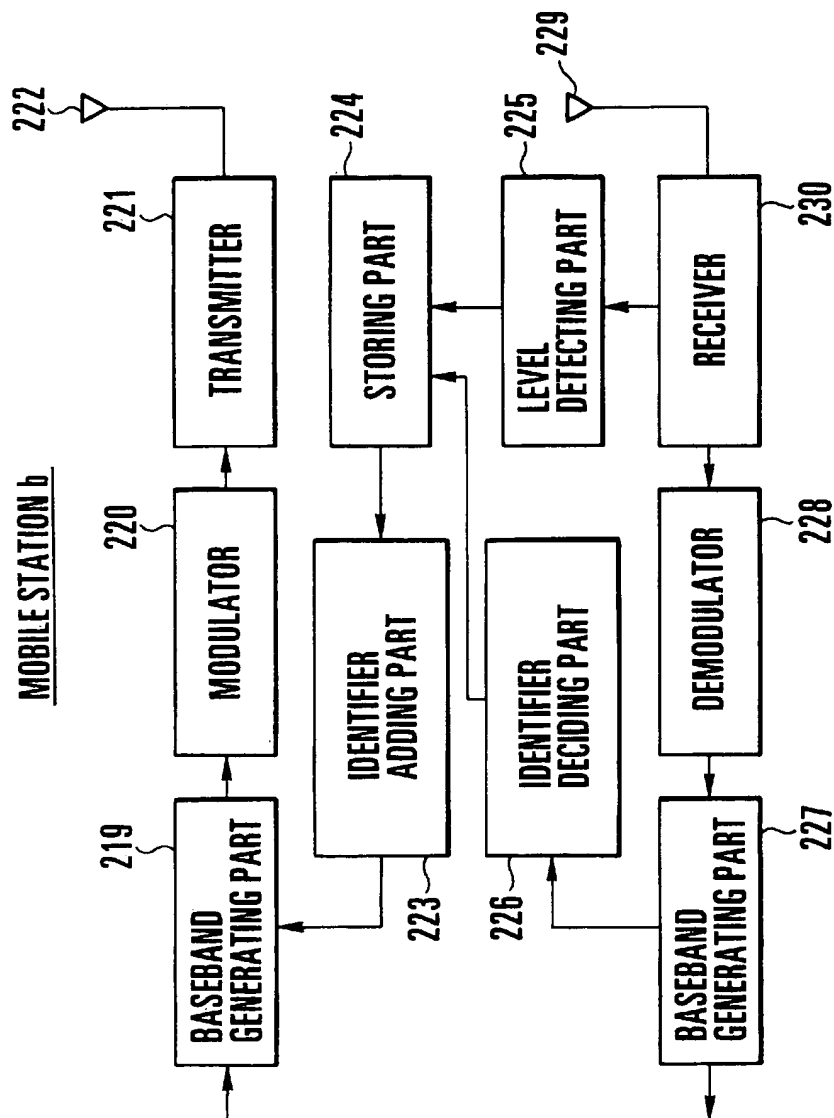 MOBILE STATION b
219
BASEBAND
GENERATING PART
220
MODULATOR
221
TRANSMITTER
222
IDENTIFIER
ADDING PART
223
STORING PART
224
IDENTIFIER
DECIDING PART
226
LEVEL
DETECTING PART
225
229
BASEBAND
GENERATING PART
227
DEMODULATOR
228
RECEIVER
230